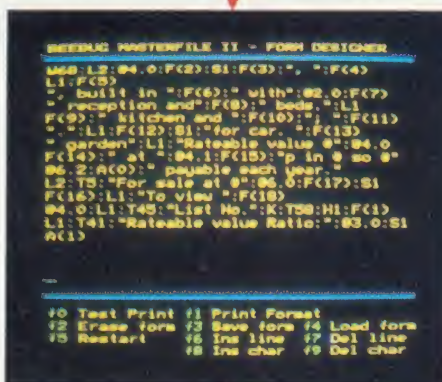 BEEBUG MASTERFILE II - FORM DESIGNER
W68:L2:@4.0:F(2):S1:F(3):", ":F(4)
L1:F(5)
", built in ":F(6):" with":@2.0:F(7)
" reception and":F(8):" beds.":L1
F(9):" kitchen and ":F(10):"; ":F(11)
". ":L1:F(12):S1:"for car. ":F(13)
" garden":L1:"Rateable value @":@4.0
F(14):" at ":@4.1:F(15):"p in @ so @"
@6.2:A(0):" payable each year."
L2:T5:"For sale at @":@6.0:F(17):S1
F(16):L1:"To view ":F(18)
@4.0:L1:T45:"List No.":K:T58:H1:F(1)
L1:T41:"Rateable value Ratio:":@3.0:S1
A(1)
f0 Test Print f1 Print Format
f2 Erase form f3 Save form f4 Load form
f5 Restart f6 Ins line f7 Del line
f8 Ins char f9 Del char